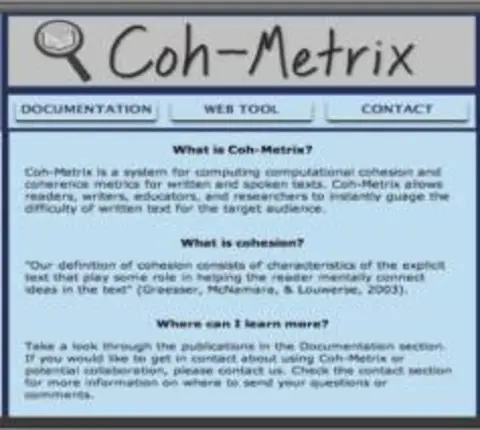 Coh-Metrix
DOCUMENTATION WEB TOOL CONTACT
What is Coh-Metrix?
Coh-Metrix is a system for computing computational cohesion and
coherence metrics for written and spoken texts. Coh-Metrix allows
readers, writers, educators, and researchers to instantly guage the
difficulty of written text for the target audience.
What is cohesion?
"Our definition of cohesion consists of characteristics of the explicit
text that play some role in helping the reader mentally connect
ideas in the text" (Graesser, McNamara, & Louwerse, 2003).
Where can I learn more?
Take a look through the publications in the Documentation section.
If you would like to get in contact about using Coh-Metrix or
potential collaboration, please contact us. Check the contact section
for more information on where to send your questions or
comments.